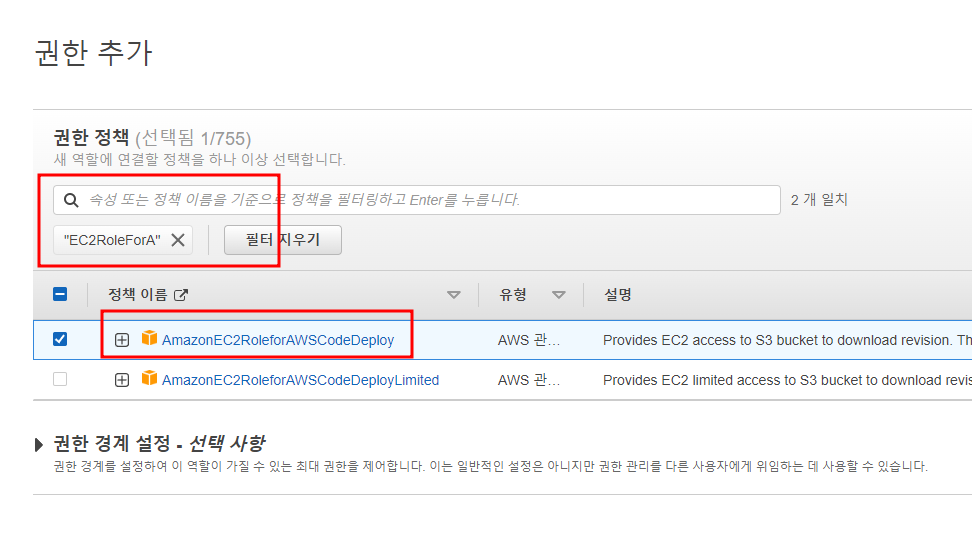 권한 추가
권한 정책 (선택됨 1/755)
새 역할에 연결할 정책을 하나 이상 선택합니다.
속성 또는 정책 이름을 기준으로 정책을 필터링하고 Enter를 누릅니다.
2 개 일치
"EC2RoleForA"
필터 지우기
정책 이름
유형
설명
AmazonEC2RoleforAWSCodeDeploy
AWS 관...
Provides EC2 access to S3 bucket to download revision. Th
AmazonEC2RoleforAWSCodeDeployLimited
AWS 관...
Provides EC2 limited access to S3 bucket to download revis
권한 경계 설정 - 선택 사항
권한 경계를 설정하여 이 역할이 가질 수 있는 최대 권한을 제어합니다. 이는 일반적인 설정은 아니지만 권한 관리를 다른 사용자에게 위임하는 데 사용할 수 있습니다.